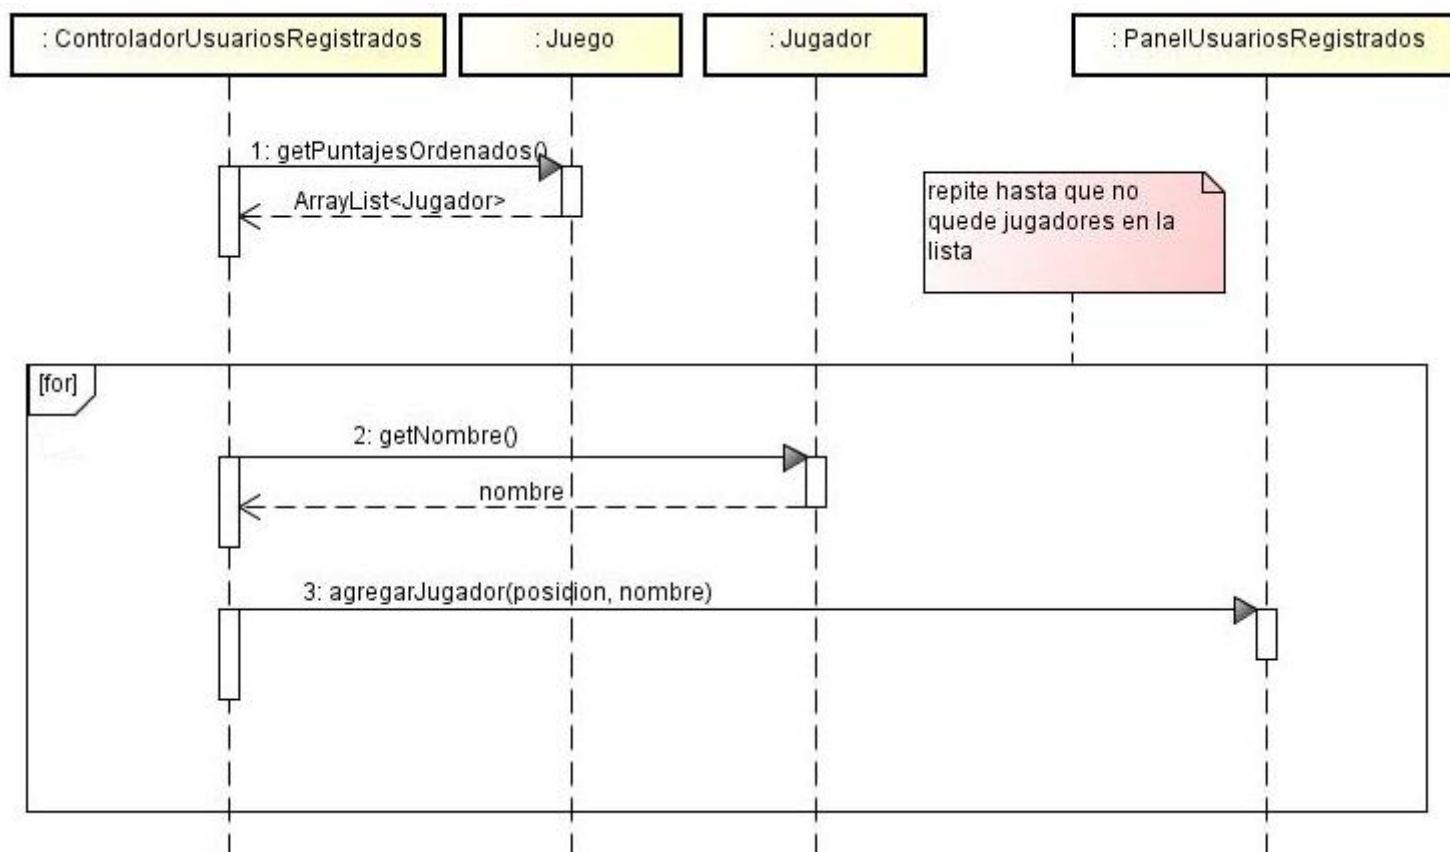 : ControladorUsuariosRegistrados
: Juego
: Jugador
: PanelUsuariosRegistrados
1: getPuntajesOrdenados()
ArrayList<Jugador>
repite hasta que no
quede jugadores en la
lista
[for]
2: getNombre()
nombre
3: agregarJugador(posicion, nombre)